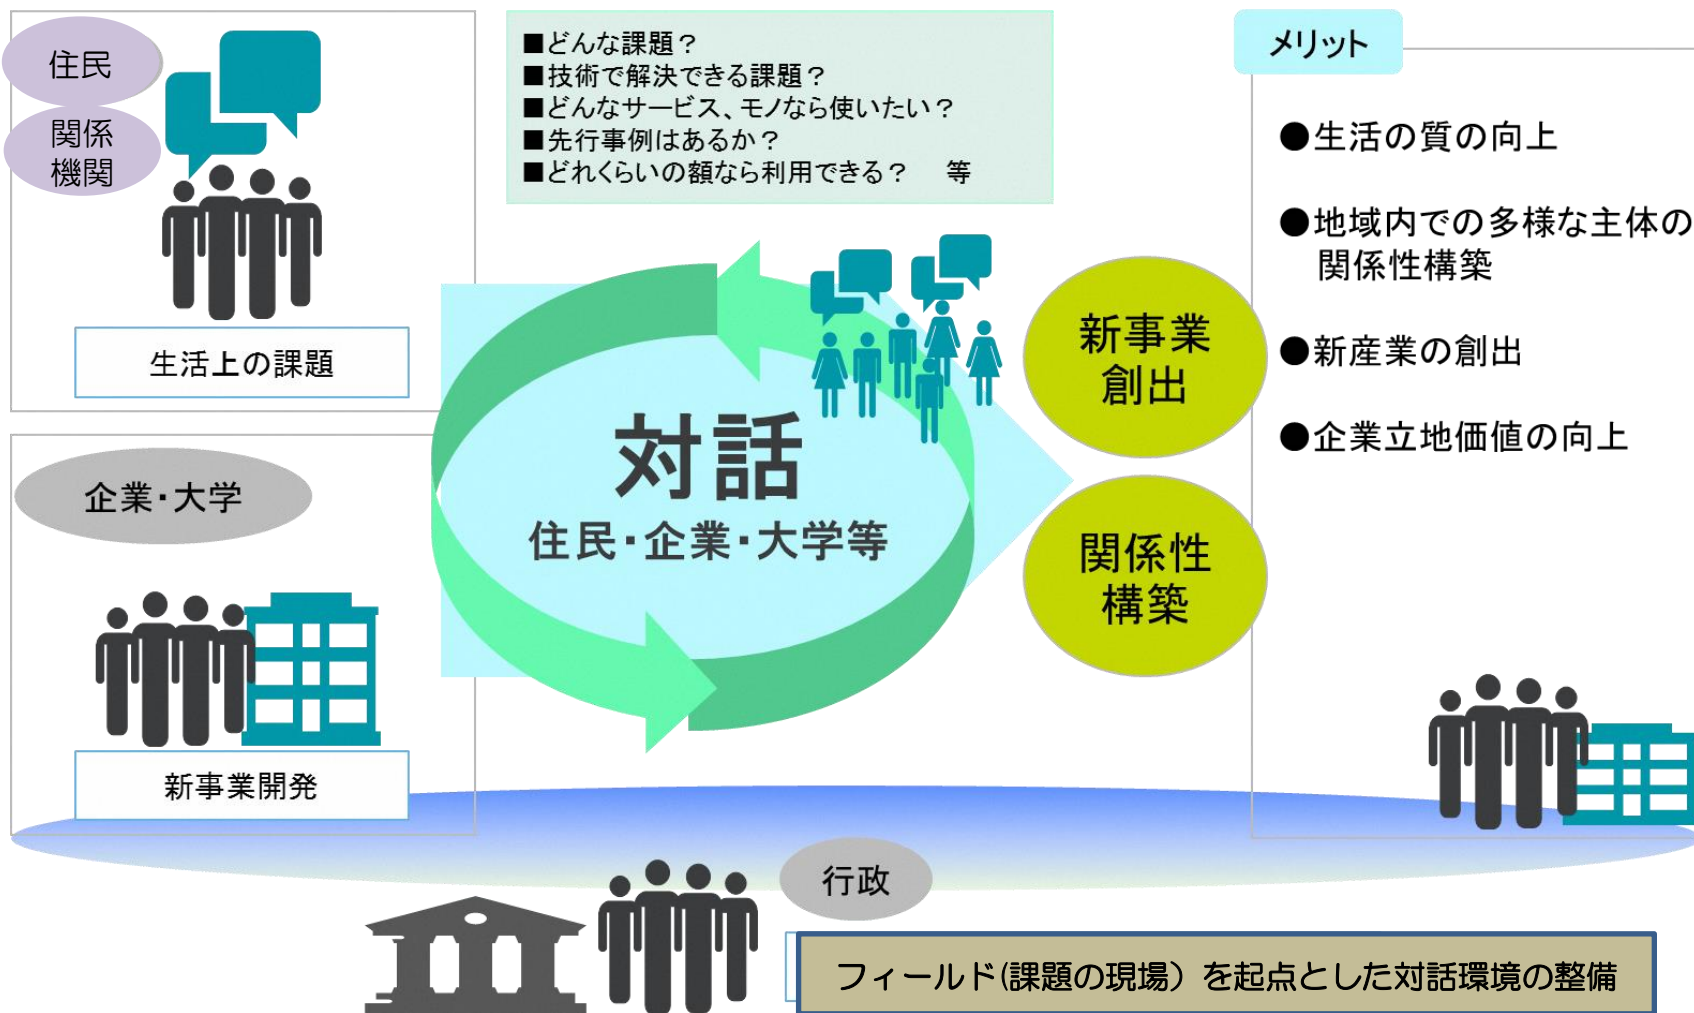 住民
関係
機関
生活上の課題
■どんな課題？
■技術で解決できる課題？
■どんなサービス、モノなら使いたい？
■先行事例はあるか？
■どれくらいの額なら利用できる？　等
企業・大学
新事業開発
対話
住民・企業・大学等
新事業
創出
関係性
構築
メリット
●生活の質の向上
●地域内での多様な主体の
関係性構築
●新産業の創出
●企業立地価値の向上
行政
フィールド(課題の現場）を起点とした対話環境の整備